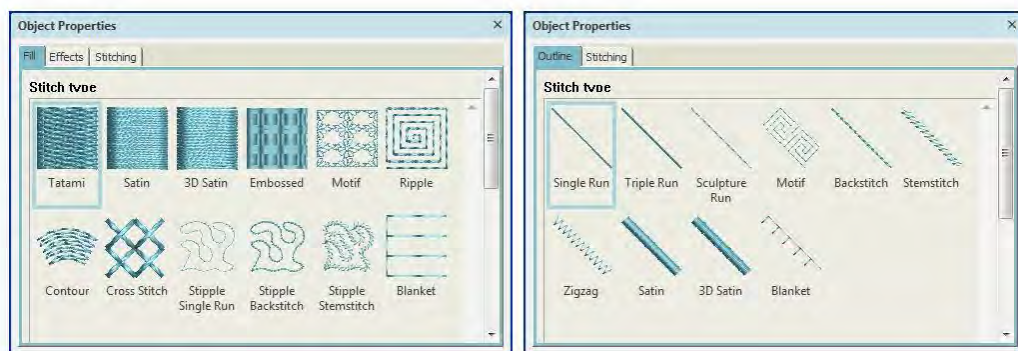 Object Properties ×
Fill Effects Stitching
Stitch type
Tatami Satin 3D Satin Embossed Motif Ripple
Contour Cross Stitch Stipple Single Run Stipple Backstitch Stipple Stemstitch Blanket
Object Properties ×
Outline Stitching
Stitch type
Single Run Triple Run Sculpture Run Motif Backstitch Stemstitch
Zigzag Satin 3D Satin Blanket